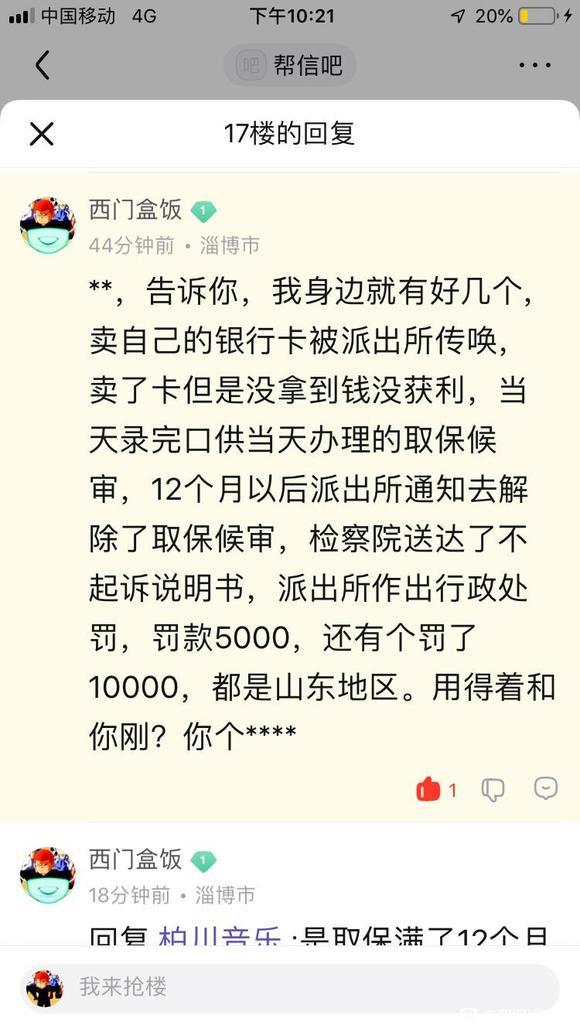 中国移动 4G 下午10:21 20%
吧 帮信吧
17楼的回复
西门盒饭 1
44分钟前 • 淄博市
**，告诉你，我身边就有好几个，
卖自己的银行卡被派出所传唤，
卖了卡但是没拿到钱没获利，当
天录完口供当天办理的取保候
审，12个月以后派出所通知去解
除了取保候审，检察院送达了不
起诉说明书，派出所作出行政处
罚，罚款5000，还有个罚了
10000，都是山东地区。用得着和
你刚？你个****
1
西门盒饭 1
18分钟前 • 淄博市
回复 柏川音乐 :是取保满了12个月
我来抢楼